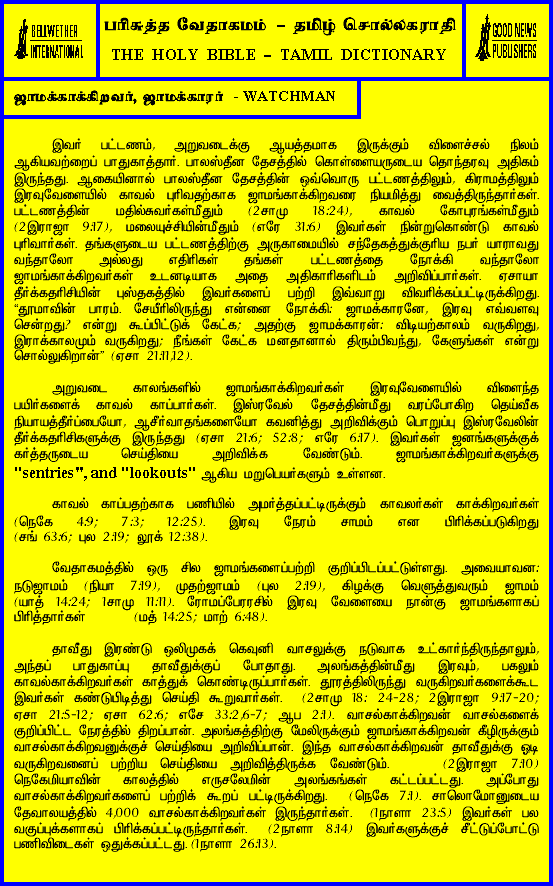 BELLWETHER
INTERNATIONAL
பரிசுத்த வேதாகமம் – தமிழ் சொல்லகராதி
THE HOLY BIBLE – TAMIL DICTIONARY
GOOD NEWS
PUBLISHERS
ஜாமக்காக்கிறவர், ஜாமக்காரர் - WATCHMAN
இவர் பட்டணம், அறுவடைக்கு ஆயத்தமாக இருக்கும் விளைச்சல் நிலம்
ஆகியவற்றைப் பாதுகாத்தார். பாலஸ்தீன தேசத்தில் கொள்ளையருடைய தொந்தரவு அதிகம்
இருந்தது. ஆகையினால் பாலஸ்தீன தேசத்தின் ஒவ்வொரு பட்டணத்திலும், கிராமத்திலும்
இரவுவேளையில் காவல் புரிவதற்காக ஜாமங்காக்கிறவரை நியமித்து வைத்திருந்தார்கள்.
பட்டணத்தின் மதில்சுவர்கள்மீதும் (2சாமு 18:24), காவல் கோபுரங்கள்மீதும்
(2இராஜா 9:17), மலையுச்சியின்மீதும் (எரே 31:6) இவர்கள் நின்றுகொண்டு காவல்
புரிவார்கள். தங்களுடைய பட்டணத்திற்கு அருகாமையில் சந்தேகத்துக்குரிய நபர் யாராவது
வந்தாலோ அல்லது எதிரிகள் தங்கள் பட்டணத்தை நோக்கி வந்தாலோ
ஜாமங்காக்கிறவர்கள் உடனடியாக அதை அதிகாரிகளிடம் அறிவிப்பார்கள். ஏசாயா
தீர்க்கதரிசியின் புஸ்தகத்தில் இவர்களைப் பற்றி இவ்வாறு விவரிக்கப்பட்டிருக்கிறது.
“தூமாவின் பாரம். சேயீரிலிருந்து என்னை நோக்கி: ஜாமக்காரனே, இரவு எவ்வளவு
சென்றது? என்று கூப்பிட்டுக் கேட்க; அதற்கு ஜாமக்காரன்: விடியற்காலம் வருகிறது,
இராக்காலமும் வருகிறது; நீங்கள் கேட்க மனதானால் திரும்பிவந்து, கேளுங்கள் என்று
சொல்லுகிறான்” (ஏசா 21:11,12).
அறுவடை காலங்களில் ஜாமங்காக்கிறவர்கள் இரவுவேளையில் விளைந்த
பயிர்களைக் காவல் காப்பார்கள். இஸ்ரவேல் தேசத்தின்மீது வரப்போகிற தெய்வீக
நியாயத்தீர்ப்பையோ, ஆசீர்வாதங்களையோ கவனித்து அறிவிக்கும் பொறுப்பு இஸ்ரவேலின்
தீர்க்கதரிசிகளுக்கு இருந்தது (ஏசா 21:6; 52:8; எரே 6:17). இவர்கள் ஜனங்களுக்குக்
கர்த்தருடைய செய்தியை அறிவிக்க வேண்டும். ஜாமங்காக்கிறவர்களுக்கு
"sentries", and "lookouts" ஆகிய மறுபெயர்களும் உள்ளன.
காவல் காப்பதற்காக பணியில் அமர்த்தப்பட்டிருக்கும் காவலர்கள் காக்கிறவர்கள்
(நெகே 4:9; 7:3; 12:25). இரவு நேரம் சாமம் என பிரிக்கப்படுகிறது
(சங் 63:6; புல 2:19; லூக் 12:38).
வேதாகமத்தில் ஒரு சில ஜாமங்களைப்பற்றி குறிப்பிடப்பட்டுள்ளது. அவையாவன:
நடுஜாமம் (நியா 7:19), முதற்ஜாமம் (புல 2:19), கிழக்கு வெளுத்துவரும் ஜாமம்
(யாத் 14:24; 1சாமு 11:11). ரோமப்பேரரசில் இரவு வேளையை நான்கு ஜாமங்களாகப்
பிரித்தார்கள் (மத் 14:25; மாற் 6:48).
தாவீது இரண்டு ஒலிமுகக் கெவுனி வாசலுக்கு நடுவாக உட்கார்ந்திருந்தாலும்,
அந்தப் பாதுகாப்பு தாவீதுக்குப் போதாது. அலங்கத்தின்மீது இரவும், பகலும்
காவல்காக்கிறவர்கள் காத்துக் கொண்டிருப்பார்கள். தூரத்திலிருந்து வருகிறவர்களைக்கூட
இவர்கள் கண்டுபிடித்து செய்தி கூறுவார்கள். (2சாமு 18: 24-28; 2இராஜா 9:17-20;
ஏசா 21:5-12; ஏசா 62:6; எசே 33:2,6-7; ஆப 2:1). வாசல்காக்கிறவன் வாசல்களைக்
குறிப்பிட்ட நேரத்தில் திறப்பான். அலங்கத்திற்கு மேலிருக்கும் ஜாமங்காக்கிறவன் கீழிருக்கும்
வாசல்காக்கிறவனுக்குச் செய்தியை அறிவிப்பான். இந்த வாசல்காக்கிறவன் தாவீதுக்கு ஓடி
வருகிறவனைப் பற்றிய செய்தியை அறிவித்திருக்க வேண்டும். (2இராஜா 7:10)
நெகேமியாவின் காலத்தில் எருசலேமின் அலங்கங்கள் கட்டப்பட்டது. அப்போது
வாசல்காக்கிறவர்களைப் பற்றிக் கூறப் பட்டிருக்கிறது. (நெகே 7:1). சாலொமோனுடைய
தேவாலயத்தில் 4,000 வாசல்காக்கிறவர்கள் இருந்தார்கள். (1நாளா 23:5) இவர்கள் பல
வகுப்புக்களாகப் பிரிக்கப்பட்டிருந்தார்கள். (2நாளா 8:14) இவர்களுக்குச் சீட்டுப்போட்டு
பணிவிடைகள் ஒதுக்கப்பட்டது. (1நாளா 26:13).